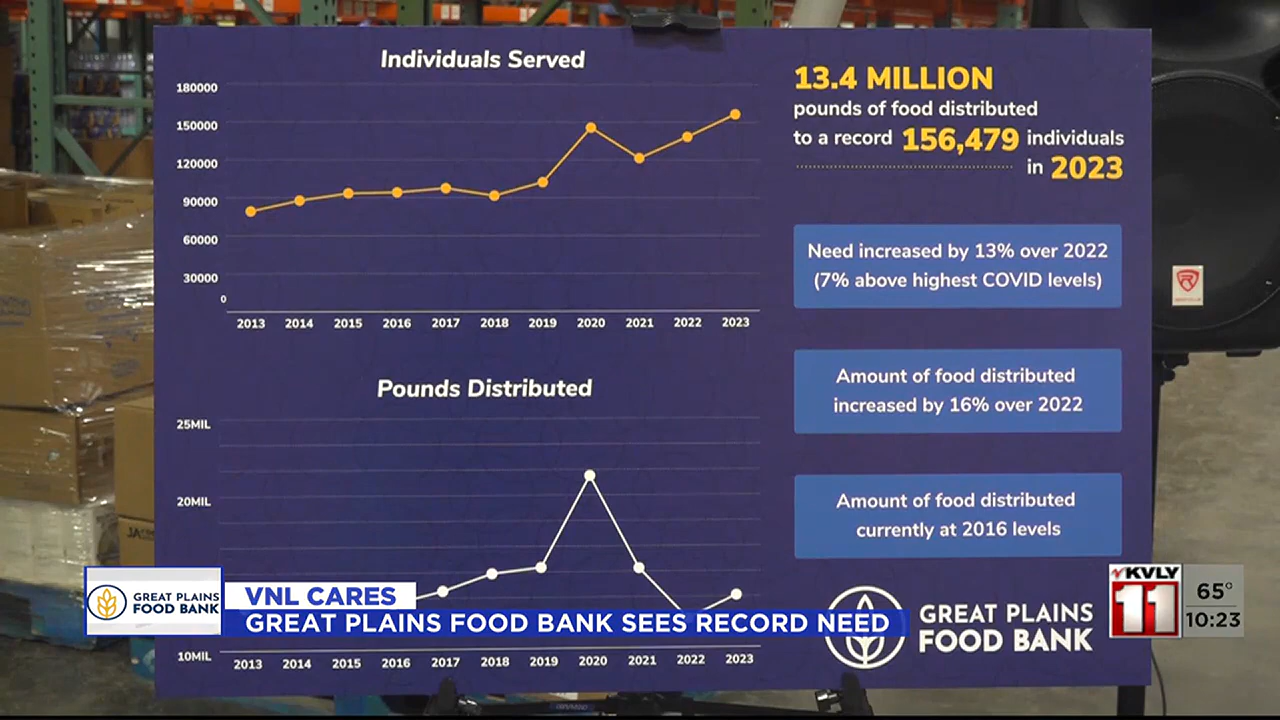 Individuals Served
180000
150000
120000
90000
60000
30000
0
2013 2014 2015 2016 2017 2018 2019 2020 2021 2022 2023
Pounds Distributed
25MIL
20MIL
10MIL
2013 2014 2015 2016 2017 2018 2019 2020 2021 2022 2023
13.4 MILLION
pounds of food distributed
to a record 156,479 individuals
in 2023
Need increased by 13% over 2022
(7% above highest COVID levels)
Amount of food distributed
increased by 16% over 2022
Amount of food distributed
currently at 2016 levels
GREAT PLAINS
FOOD BANK
GREAT PLAINS
FOOD BANK
VNL CARES
GREAT PLAINS FOOD BANK SEES RECORD NEED
KVLY
11
65°
10:23